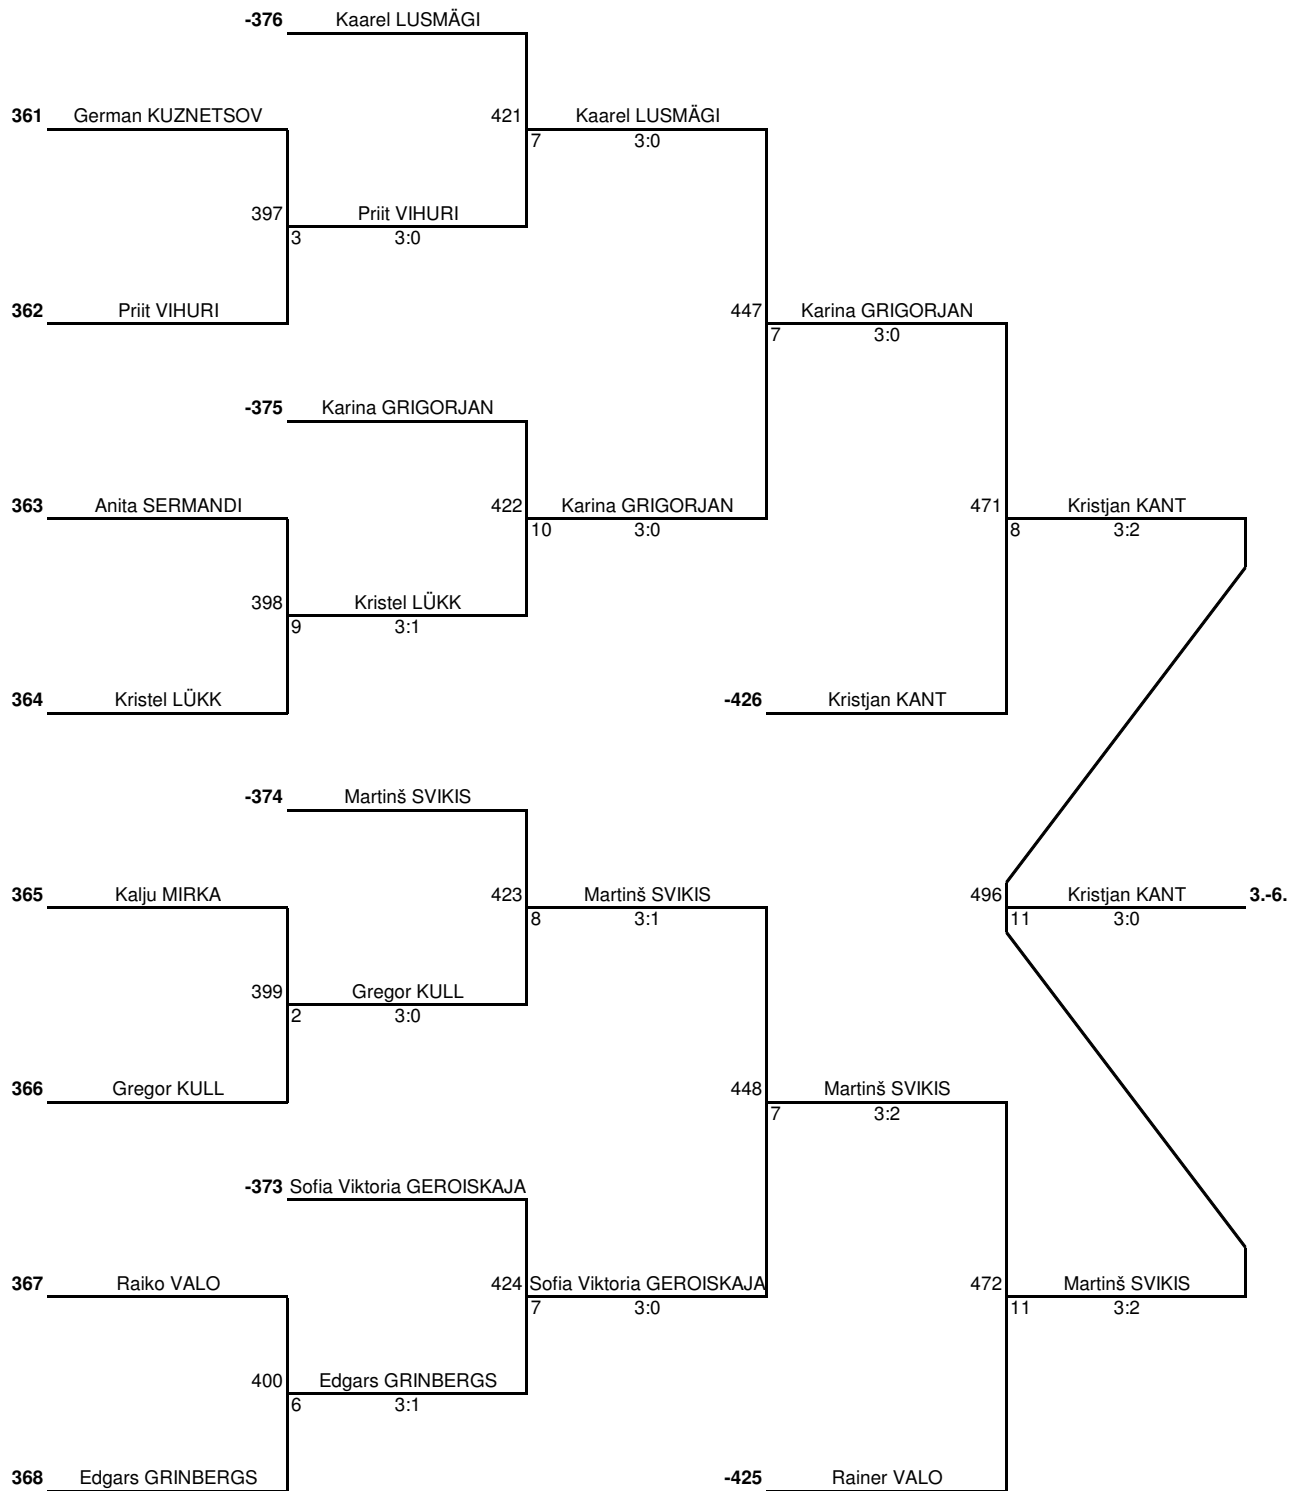 -376 Kaarel LUSMÄGI
361 German KUZNETSOV 421 Kaarel LUSMÄGI
7 3:0
397 Priit VIHURI
3 3:0
362 Priit VIHURI 447 Karina GRIGORJAN
7 3:0
-375 Karina GRIGORJAN
363 Anita SERMANDI 422 Karina GRIGORJAN 471 Kristjan KANT
10 3:0 8 3:2
398 Kristel LÜKK
9 3:1
364 Kristel LÜKK -426 Kristjan KANT
-374 Martinš SVIKIS
365 Kalju MIRKA 423 Martinš SVIKIS 496 Kristjan KANT 3.-6.
8 3:1 11 3:0
399 Gregor KULL
2 3:0
366 Gregor KULL 448 Martinš SVIKIS
7 3:2
-373 Sofia Viktoria GEROISKAJA
367 Raiko VALO 424 Sofia Viktoria GEROISKAJA 472 Martinš SVIKIS
7 3:0 11 3:2
400 Edgars GRINBERGS
6 3:1
368 Edgars GRINBERGS -425 Rainer VALO